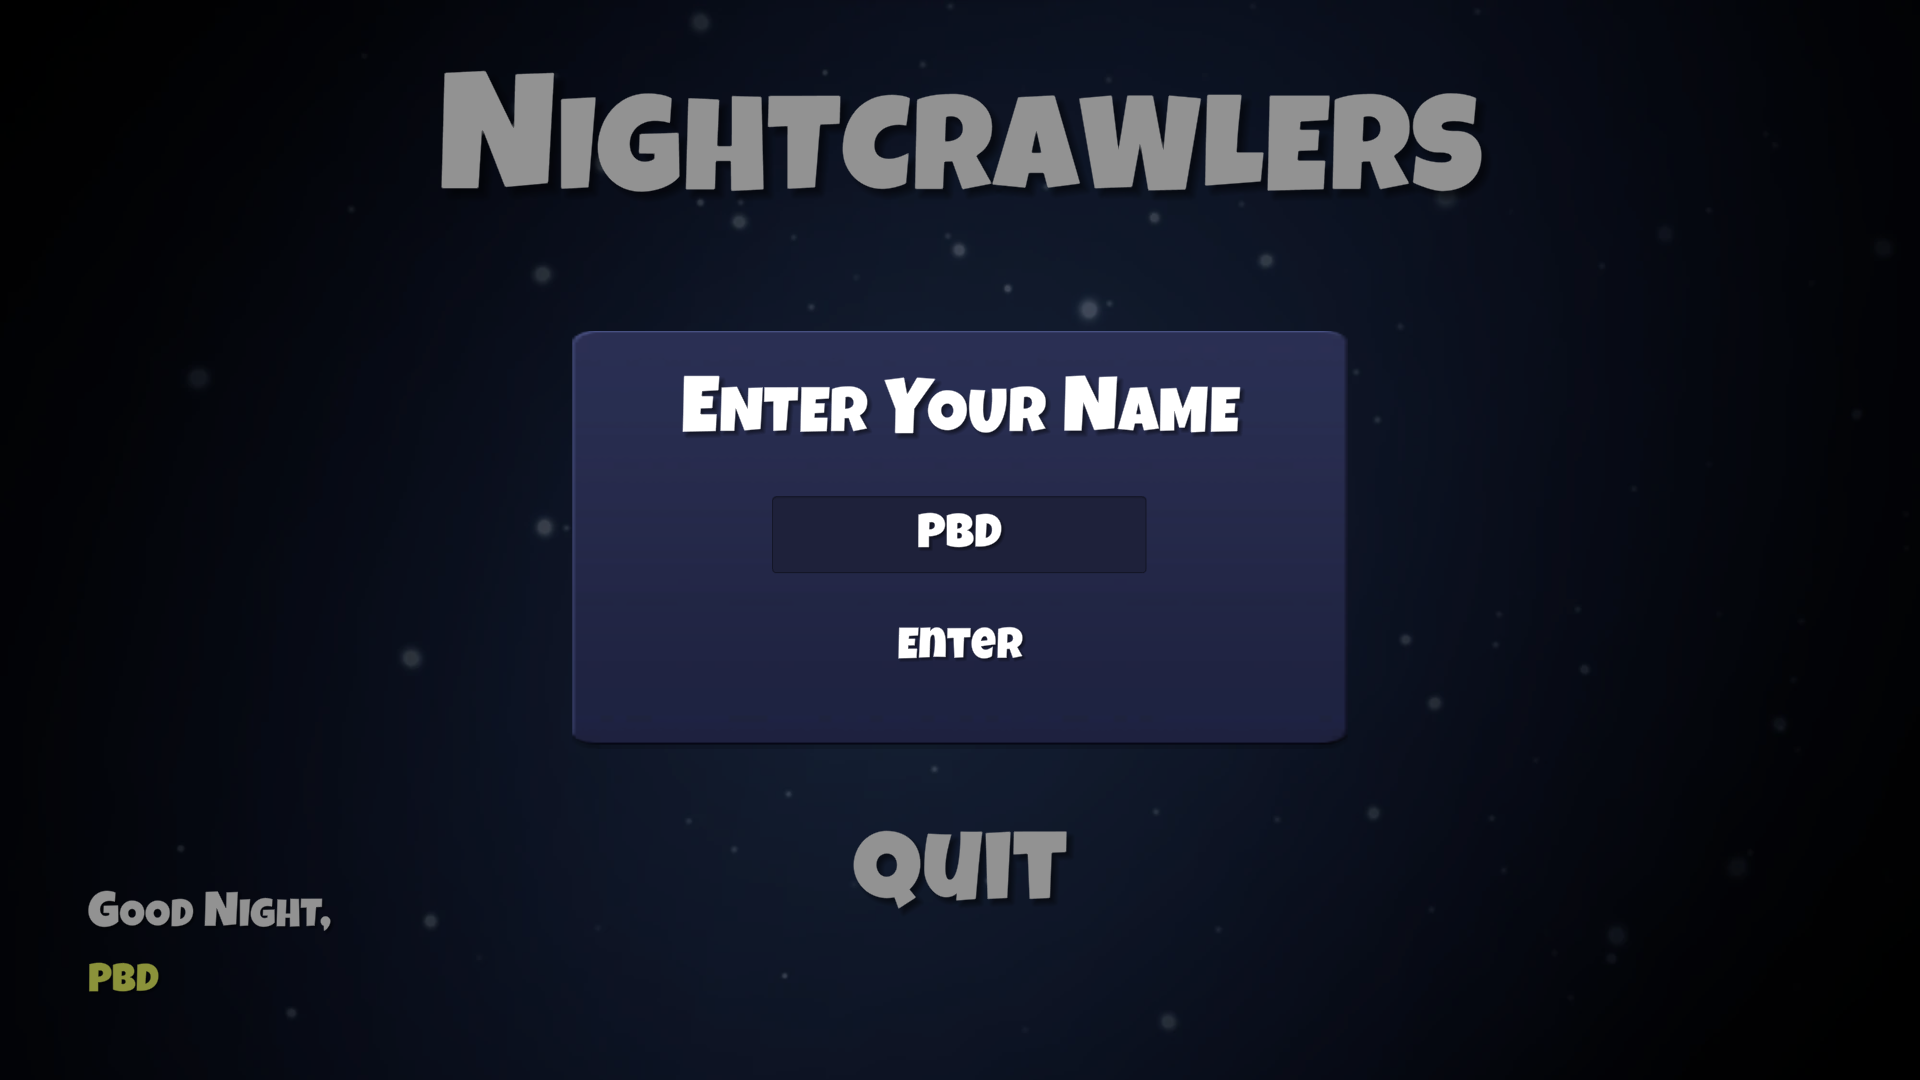 Nightcrawlers
Enter Your Name
PBD
Enter
Quit
Good Night,
PBD